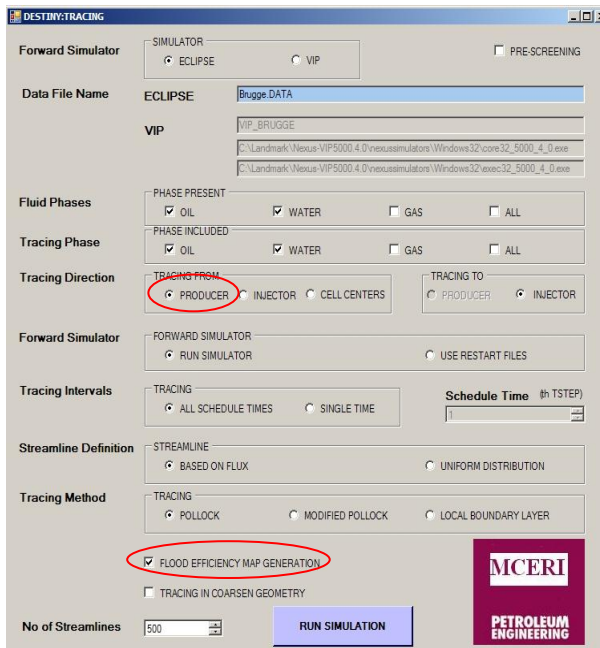 DESTINY:TRACING
Forward Simulator
SIMULATOR
ECLIPSE
VIP
PRE-SCREENING
Data File Name
ECLIPSE
Brugge.DATA
VIP
VIP_BRUGGE
C:\Landmark\Nexus-VIP5000.4.0\nexussimulators\Windows32\core32_5000_4_0.exe
C:\Landmark\Nexus-VIP5000.4.0\nexussimulators\Windows32\exec32_5000_4_0.exe
Fluid Phases
PHASE PRESENT
OIL
WATER
GAS
ALL
Tracing Phase
PHASE INCLUDED
OIL
WATER
GAS
ALL
Tracing Direction
TRACING FROM
PRODUCER
INJECTOR
CELL CENTERS
TRACING TO
PRODUCER
INJECTOR
Forward Simulator
FORWARD SIMULATOR
RUN SIMULATOR
USE RESTART FILES
Tracing Intervals
TRACING
ALL SCHEDULE TIMES
SINGLE TIME
Schedule Time (th TSTEP)
1
Streamline Definition
STREAMLINE
BASED ON FLUX
UNIFORM DISTRIBUTION
Tracing Method
TRACING
POLLOCK
MODIFIED POLLOCK
LOCAL BOUNDARY LAYER
FLOOD EFFICIENCY MAP GENERATION
TRACING IN COARSEN GEOMETRY
No of Streamlines
500
RUN SIMULATION
MCERI
PETROLEUM
ENGINEERING